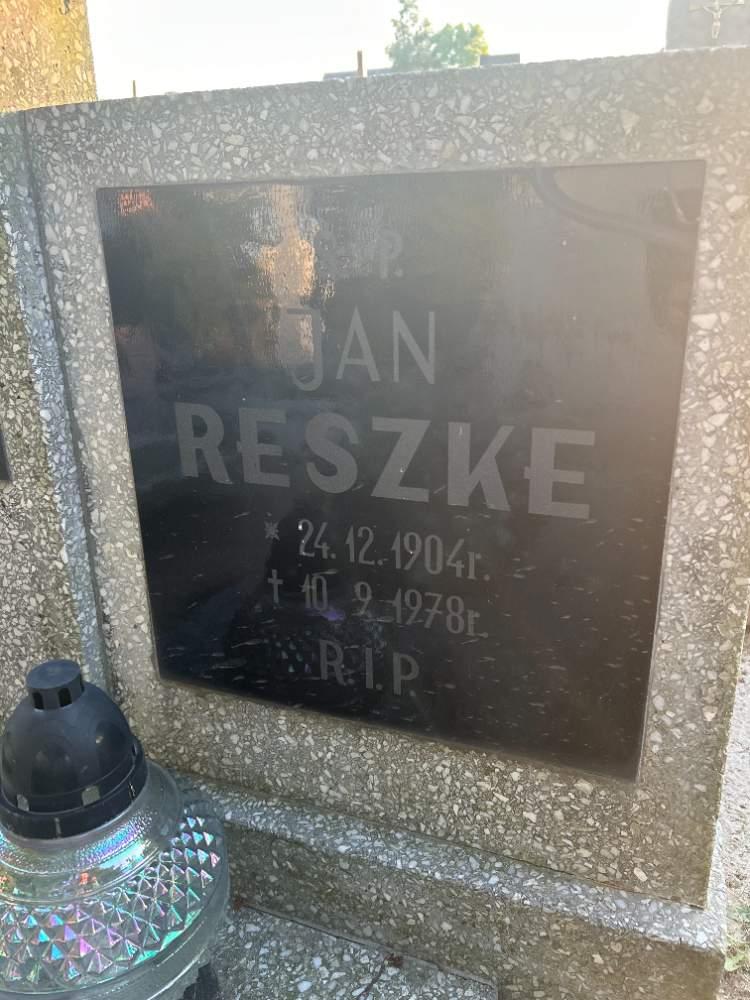 P.
JAN
RESZKE
* 24. 12. 1904r.
† 10. 9. 1978r.
R.I.P.